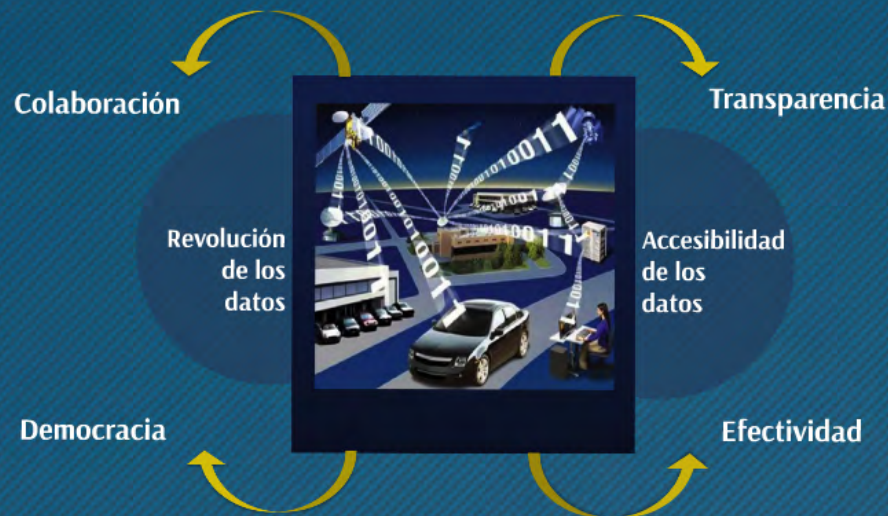 Colaboración
Transparencia
Revolución
de los
datos
Accesibilidad
de los
datos
Democracia
Efectividad